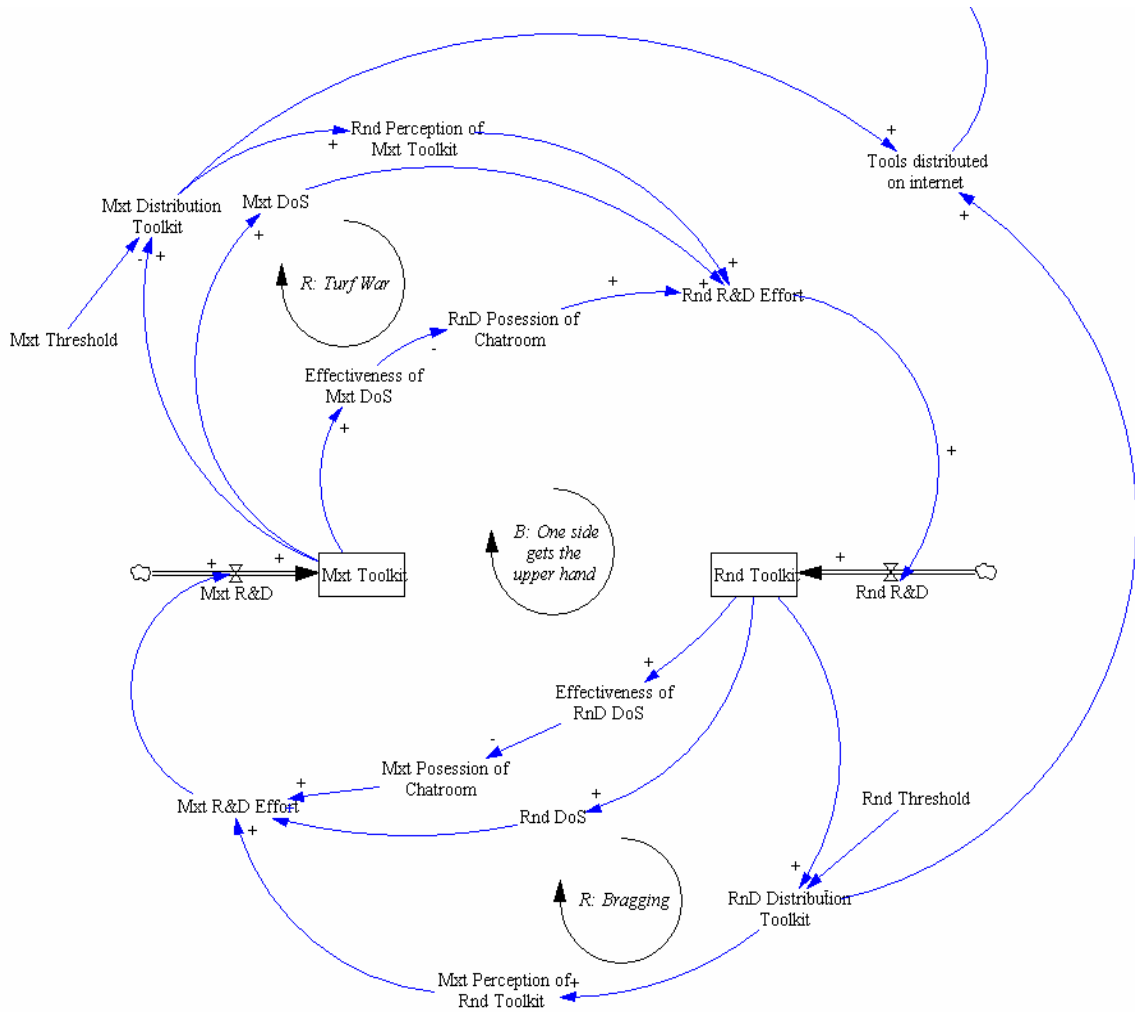 +
Rnd Perception of
Mxt Toolkit
+
Tools distributed
on internet
+
Mxt Distribution
Toolkit
Mxt DoS
+
- +
R: Turf War
+
+
+
Rnd R&D Effort
Mxt Threshold
RnD Posession of
Chatroom
-
Effectiveness of
Mxt DoS
+
+
B: One side
gets the
upper hand
+
+
Mxt R&D
Mxt Toolkit
Rnd Toolkit
+
Rnd R&D
+
Effectiveness of
RnD DoS
-
Mxt Posession of
Chatroom
+
Mxt R&D Effort
+
+
Rnd DoS
Rnd Threshold
+
-
RnD Distribution
Toolkit
R: Bragging
Mxt Perception of
+
Rnd Toolkit